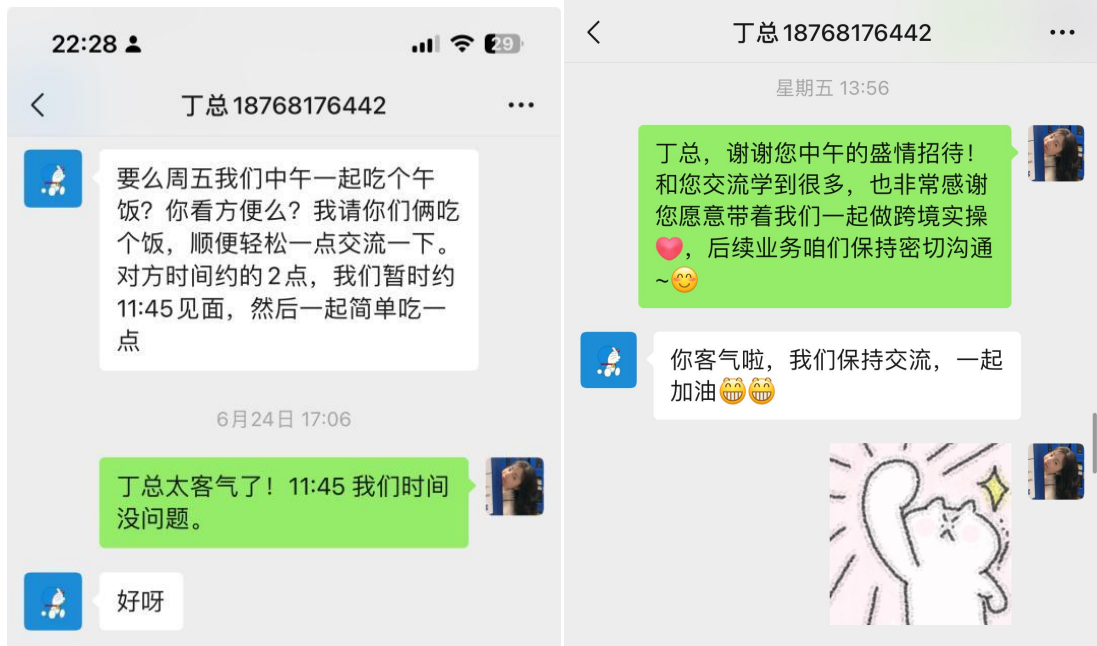 22:28
29
丁总18768176442
要么周五我们中午一起吃个午
饭？你看方便么？我请你们俩吃
个饭，顺便轻松一点交流一下。
对方时间约的2点，我们暂时约
11:45见面，然后一起简单吃一
点
6月24日 17:06
丁总太客气了！11:45 我们时间
没问题。
好呀
丁总18768176442
星期五 13:56
丁总，谢谢您中午的盛情招待！
和您交流学到很多，也非常感谢
您愿意带着我们一起做跨境实操
❤️，后续业务咱们保持密切沟通
~😊
你客气啦，我们保持交流，一起
加油😁😁